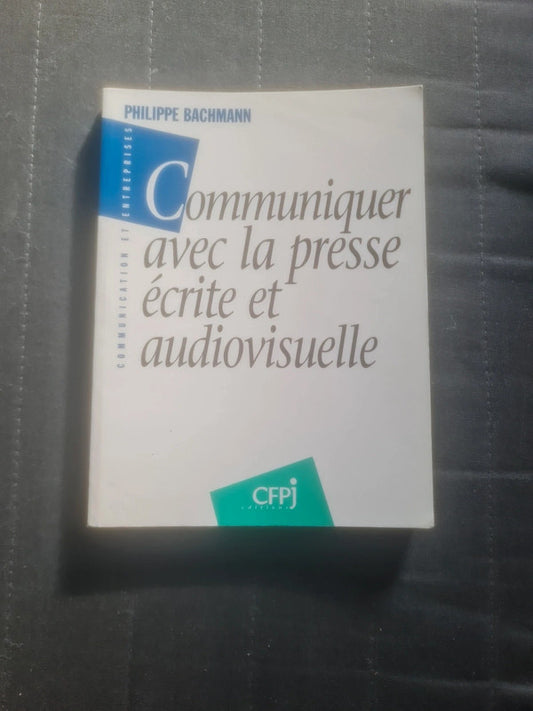 PHILIPPE BACHMANN
COMMUNICATION ET ENTREPRISES
Communiquer
avec la presse
écrite et
audiovisuelle
CFPj
éditions